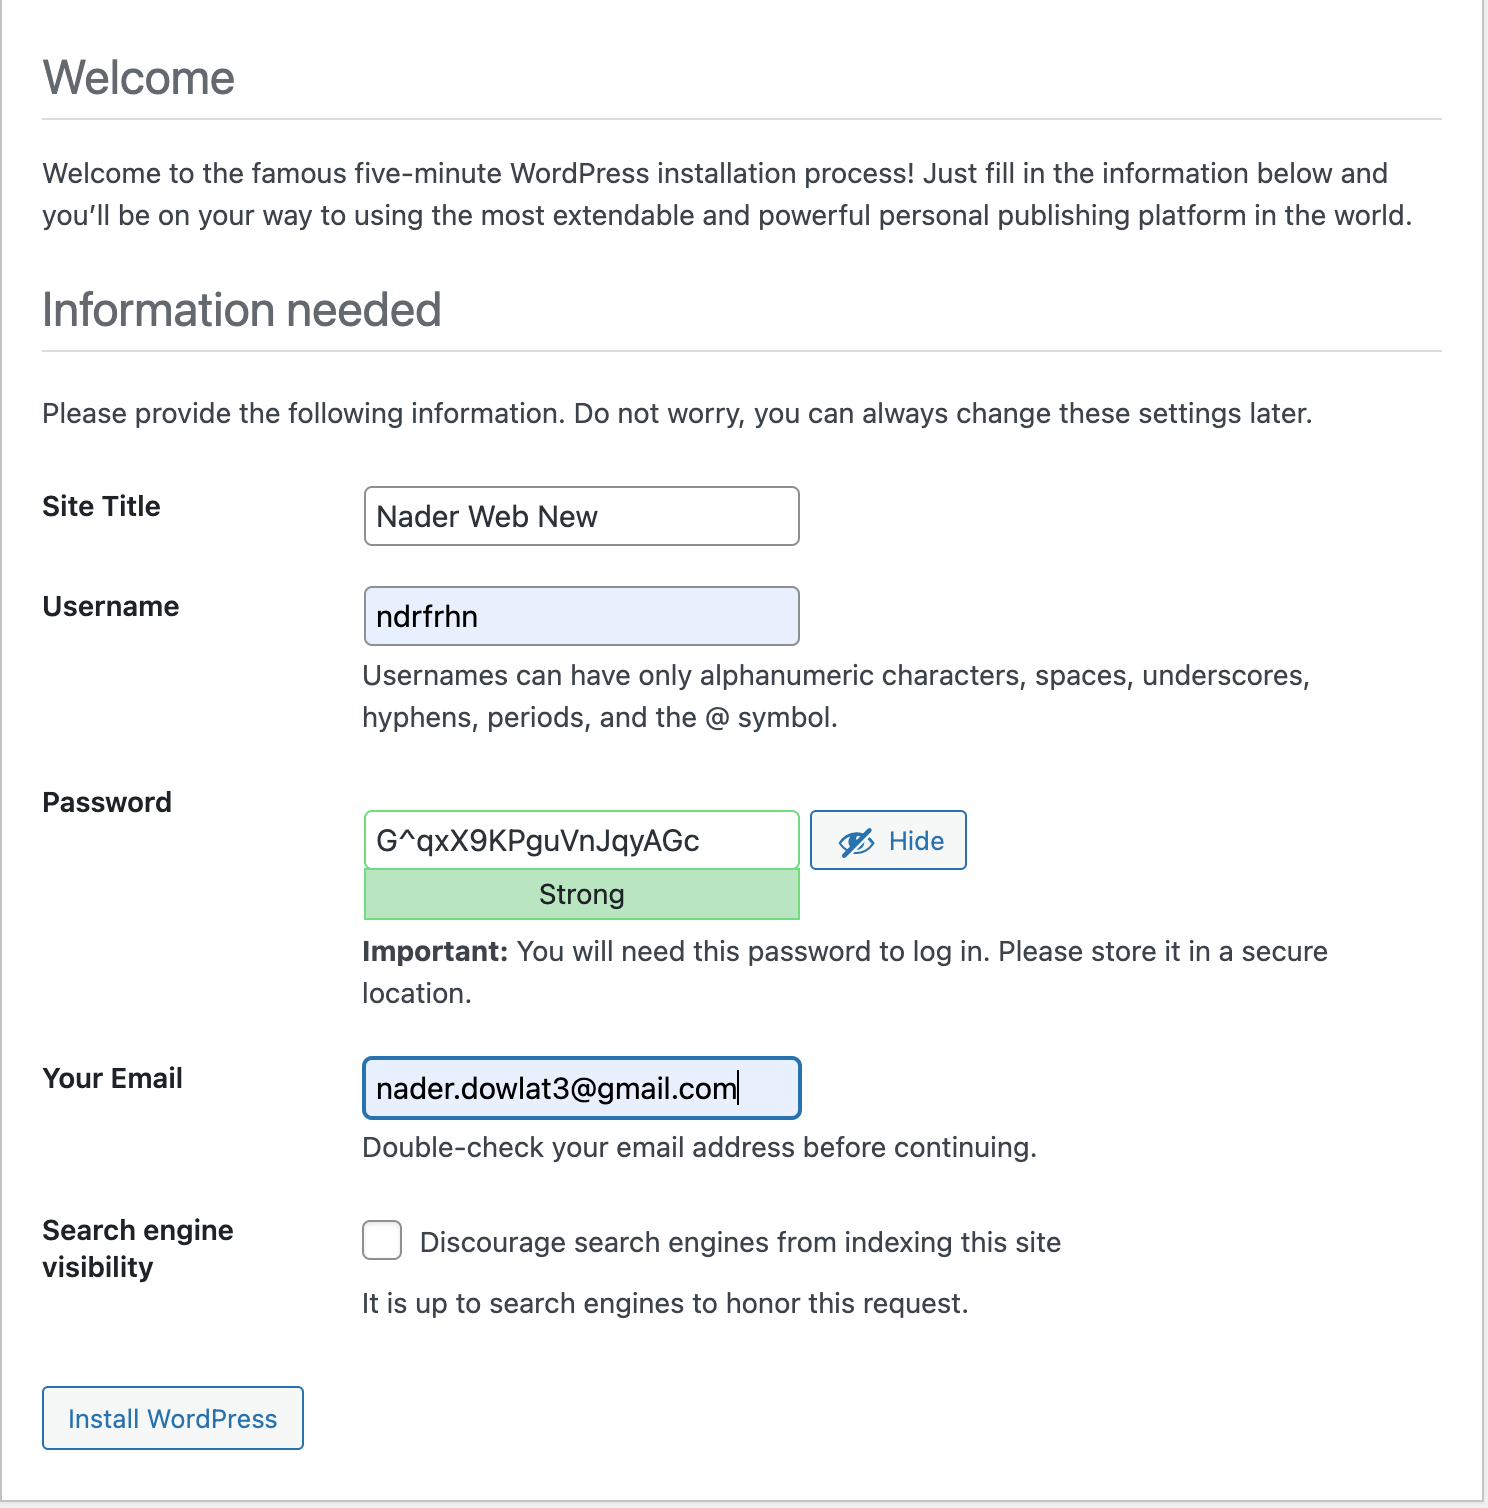 Welcome
Welcome to the famous five-minute WordPress installation process! Just fill in the information below and
you’ll be on your way to using the most extendable and powerful personal publishing platform in the world.
Information needed
Please provide the following information. Do not worry, you can always change these settings later.
Site Title
Nader Web New
Username
ndrfrhn
Usernames can have only alphanumeric characters, spaces, underscores,
hyphens, periods, and the @ symbol.
Password
G^qxX9KPguVnJqyAGc
Hide
Strong
Important: You will need this password to log in. Please store it in a secure
location.
Your Email
nader.dowlat3@gmail.com
Double-check your email address before continuing.
Search engine
visibility
Discourage search engines from indexing this site
It is up to search engines to honor this request.
Install WordPress